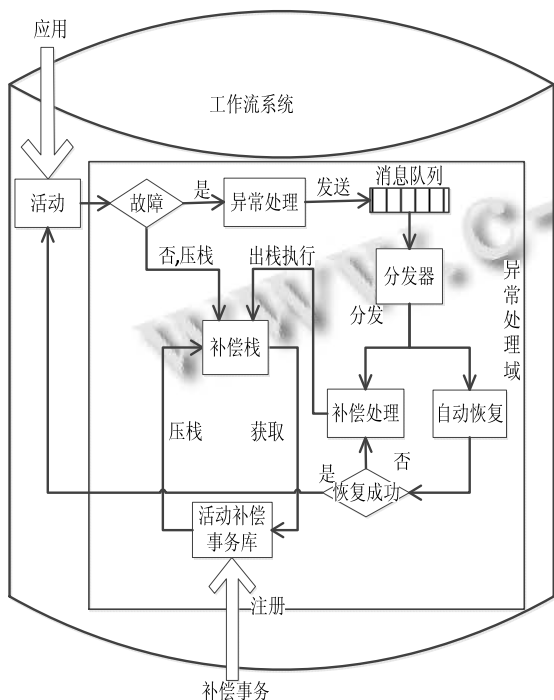 应用
工作流系统
活动
故障
是
异常处理
发送
消息队列
否,压栈
出栈执行
分发器
分发
异常处理域
补偿栈
压栈
获取
补偿处理
自动恢复
是
恢复成功
否
活动补偿
事务库
注册
补偿事务
www.c-